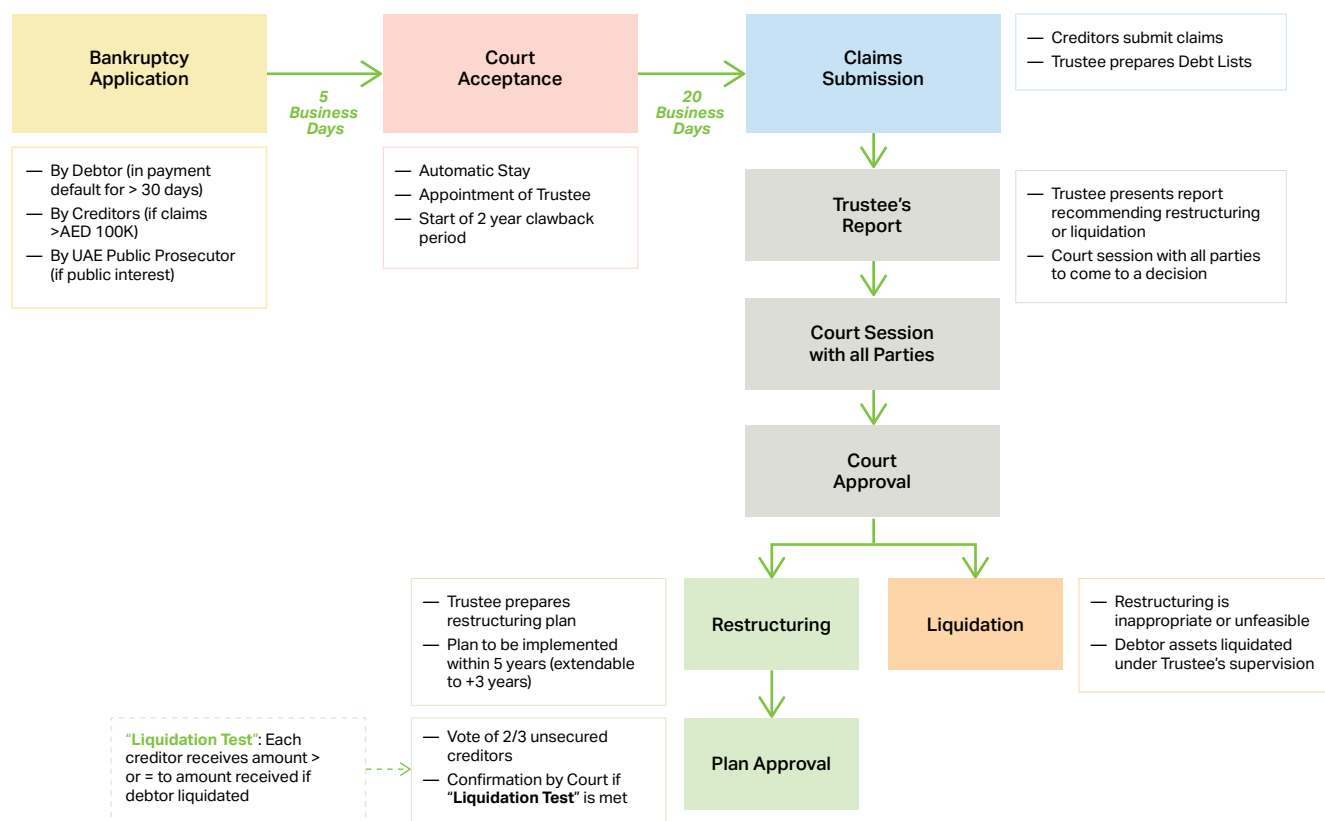 Bankruptcy
Application
5
Business
Days
Court
Acceptance
20
Business
Days
Claims
Submission
— Creditors submit claims
— Trustee prepares Debt Lists
— By Debtor (in payment
default for > 30 days)
— By Creditors (if claims
>AED 100K)
— By UAE Public Prosecutor
(if public interest)
— Automatic Stay
— Appointment of Trustee
— Start of 2 year clawback
period
Trustee's
Report
— Trustee presents report
recommending restructuring
or liquidation
— Court session with all parties
to come to a decision
Court Session
with all Parties
Court
Approval
— Trustee prepares
restructuring plan
— Plan to be implemented
within 5 years (extendable
to +3 years)
Restructuring
Liquidation
— Restructuring is
inappropriate or unfeasible
— Debtor assets liquidated
under Trustee's supervision
"Liquidation Test": Each
creditor receives amount >
or = to amount received if
debtor liquidated
— Vote of 2/3 unsecured
creditors
— Confirmation by Court if
"Liquidation Test" is met
Plan Approval